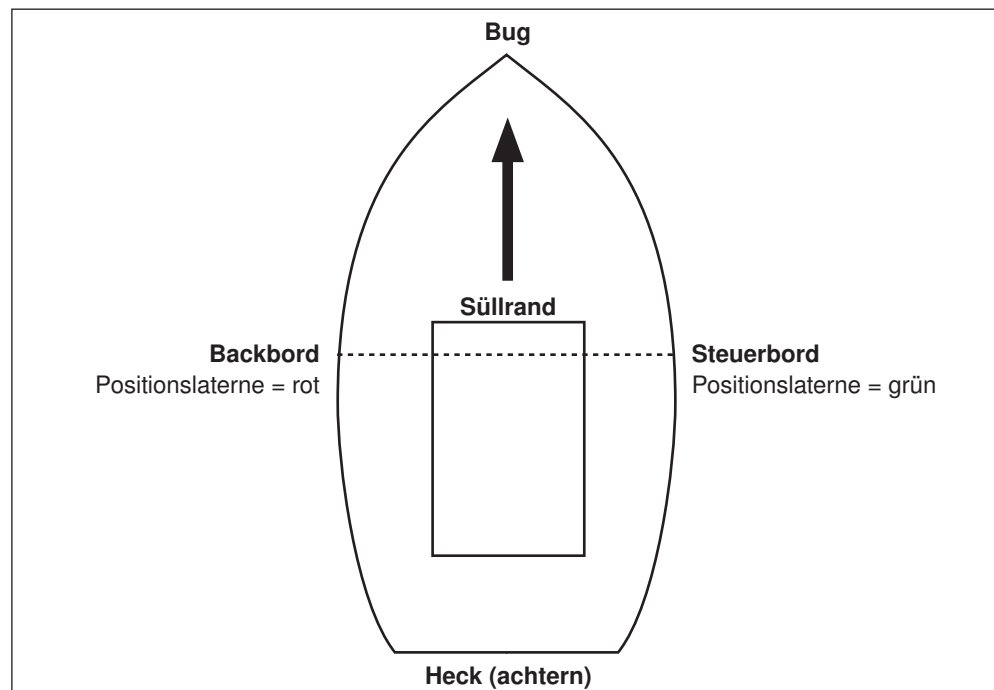 Bug
Süllrand
Backbord
Positionslaterne = rot
Steuerbord
Positionslaterne = grün
Heck (achtern)